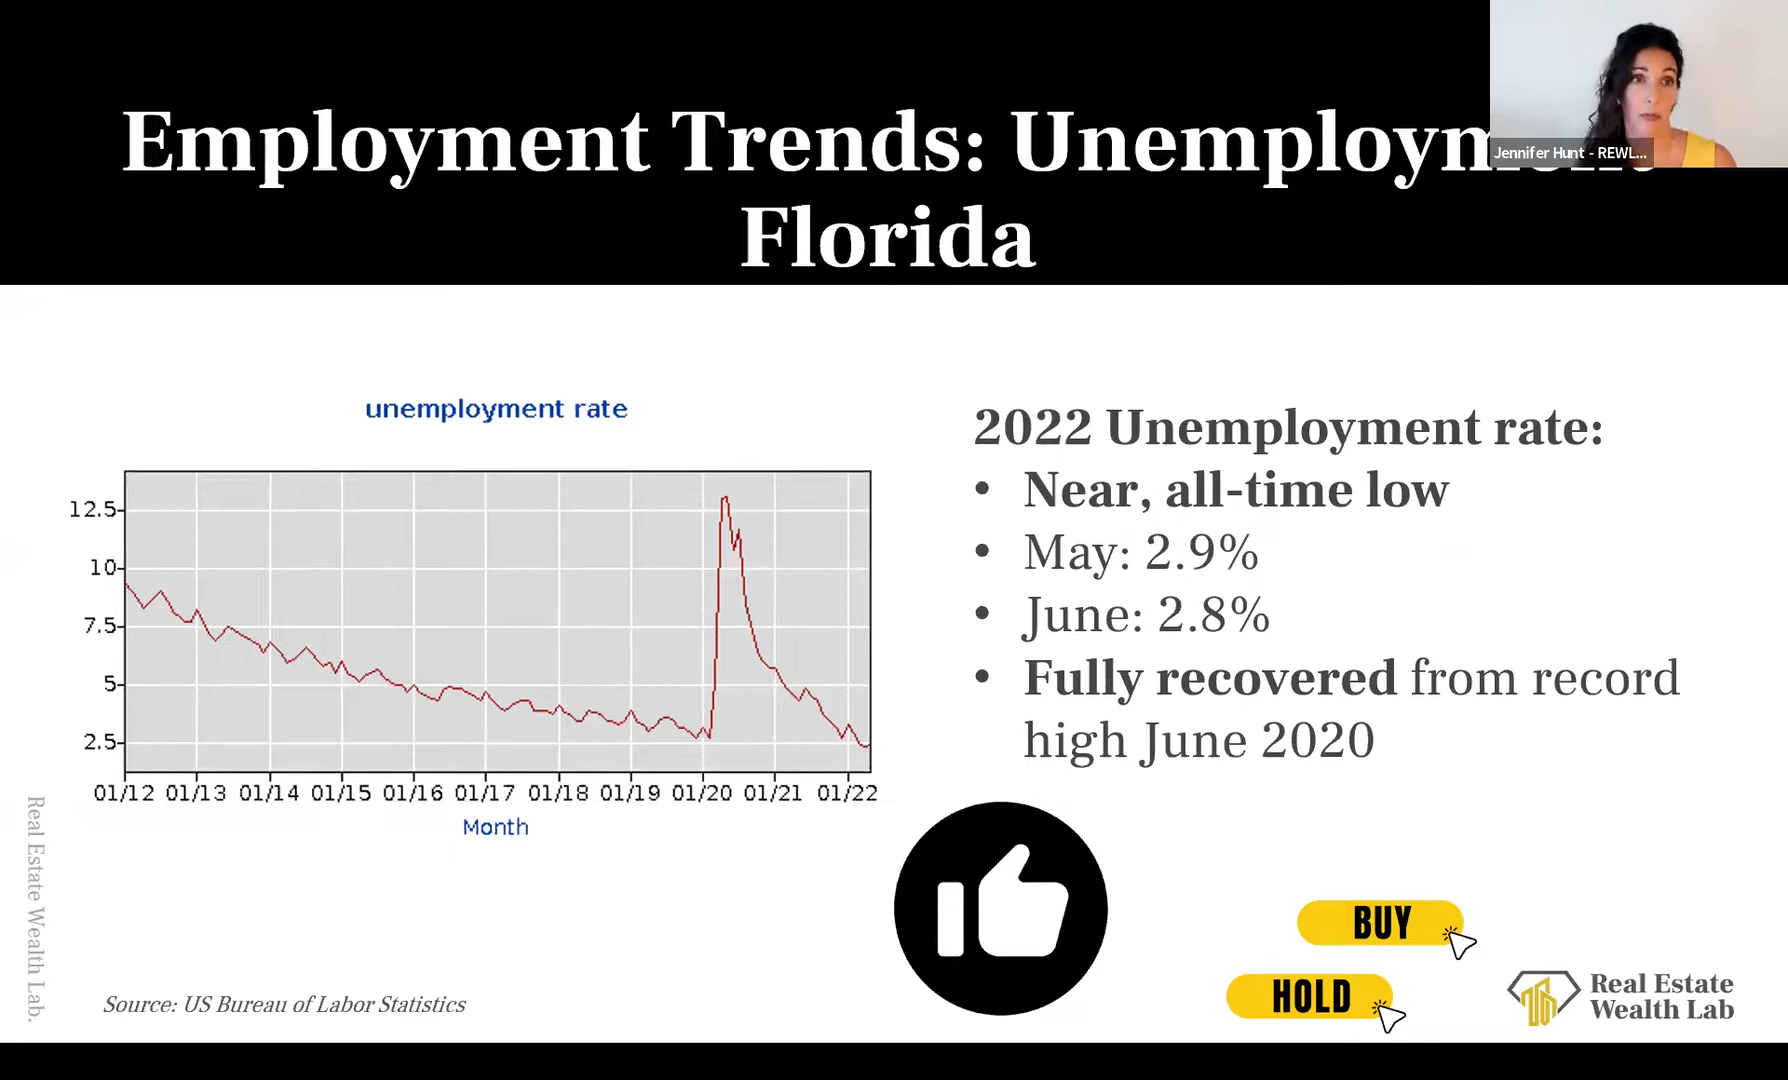 Employment Trends: Unemployment
Florida
Jennifer Hunt - REWL...
unemployment rate
12.5
10
7.5
5
2.5
01/12 01/13 01/14 01/15 01/16 01/17 01/18 01/19 01/20 01/21 01/22
Month
2022 Unemployment rate:
• Near, all-time low
• May: 2.9%
• June: 2.8%
• Fully recovered from record
high June 2020
BUY
HOLD
Real Estate Wealth Lab.
Source: US Bureau of Labor Statistics
Real Estate
Wealth Lab